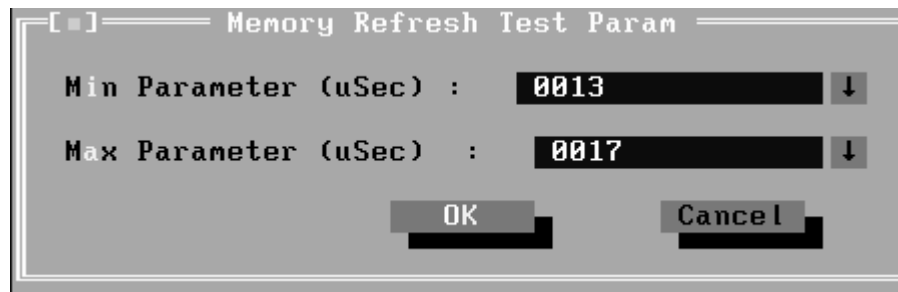 [■] Memory Refresh Test Param
Min Parameter (uSec) : 0013 ↓
Max Parameter (uSec) : 0017 ↓
OK Cancel